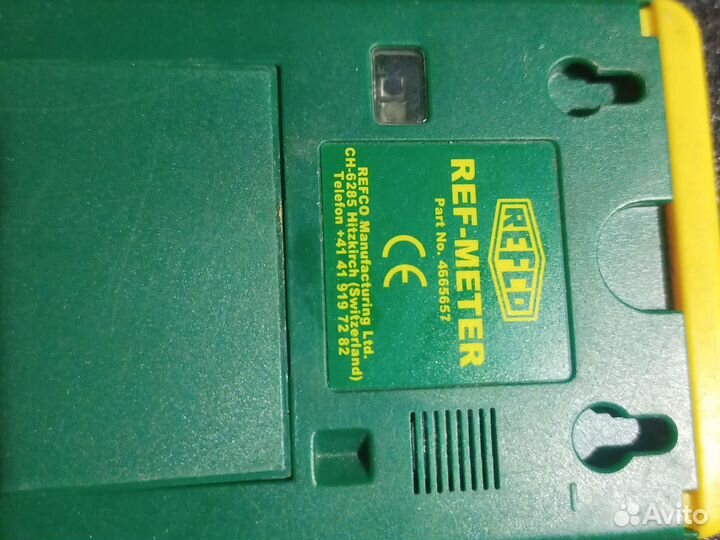 REFCO
REF-METER
Part No. 4665657
CE
REFCO Manufacturing Ltd.
CH-6285 Hitzkirch (Switzerland)
Telefon +41 41 919 72 82
Avito